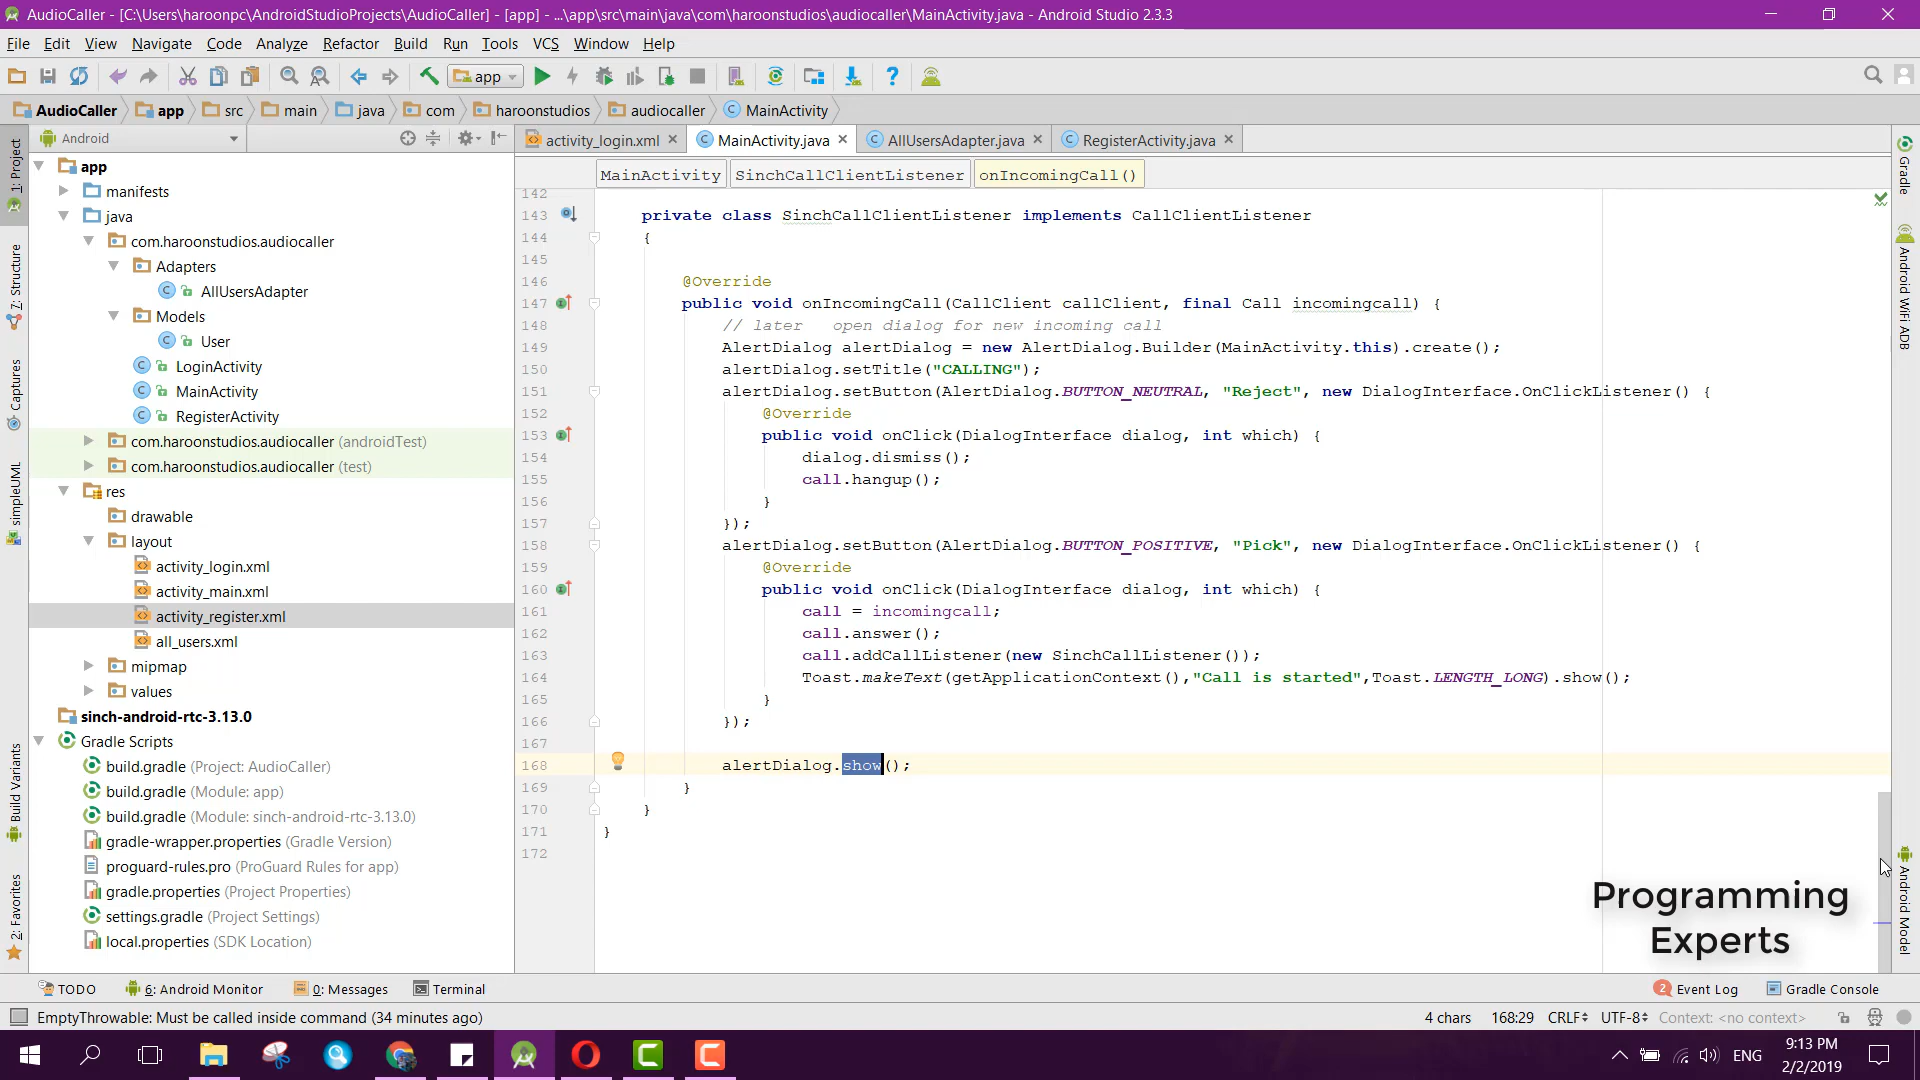 AudioCaller - [C:\Users\haroonpc\AndroidStudioProjects\AudioCaller] - [app] - ...\app\src\main\java\com\haroonstudios\audiocaller\MainActivity.java - Android Studio 2.3.3
File Edit View Navigate Code Analyze Refactor Build Run Tools VCS Window Help
app
AudioCaller app src main java com haroonstudios audiocaller MainActivity
Android
activity_login.xml MainActivity.java AllUsersAdapter.java RegisterActivity.java
MainActivity SinchCallClientListener onIncomingCall()
1: Project
7: Structure
Captures
simpleUML
Build Variants
2: Favorites
app
manifests
java
com.haroonstudios.audiocaller
Adapters
AllUsersAdapter
Models
User
LoginActivity
MainActivity
RegisterActivity
com.haroonstudios.audiocaller (androidTest)
com.haroonstudios.audiocaller (test)
res
drawable
layout
activity_login.xml
activity_main.xml
activity_register.xml
all_users.xml
mipmap
values
sinch-android-rtc-3.13.0
Gradle Scripts
build.gradle (Project: AudioCaller)
build.gradle (Module: app)
build.gradle (Module: sinch-android-rtc-3.13.0)
gradle-wrapper.properties (Gradle Version)
proguard-rules.pro (ProGuard Rules for app)
gradle.properties (Project Properties)
settings.gradle (Project Settings)
local.properties (SDK Location)
142
143 private class SinchCallClientListener implements CallClientListener
144 {
145
146 @Override
147 public void onIncomingCall(CallClient callClient, final Call incomingcall) {
148 // later open dialog for new incoming call
149 AlertDialog alertDialog = new AlertDialog.Builder(MainActivity.this).create();
150 alertDialog.setTitle("CALLING");
151 alertDialog.setButton(AlertDialog.BUTTON_NEUTRAL, "Reject", new DialogInterface.OnClickListener() {
152 @Override
153 public void onClick(DialogInterface dialog, int which) {
154 dialog.dismiss();
155 call.hangup();
156 }
157 });
158 alertDialog.setButton(AlertDialog.BUTTON_POSITIVE, "Pick", new DialogInterface.OnClickListener() {
159 @Override
160 public void onClick(DialogInterface dialog, int which) {
161 call = incomingcall;
162 call.answer();
163 call.addCallListener(new SinchCallListener());
164 Toast.makeText(getApplicationContext(),"Call is started",Toast.LENGTH_LONG).show();
165 }
166 });
167
168 alertDialog.show();
169 }
170 }
171 }
172
Gradle
Android WiFi ADB
Android Model
Programming
Experts
TODO 6: Android Monitor 0: Messages Terminal 2 Event Log Gradle Console
EmptyThrowable: Must be called inside command (34 minutes ago) 4 chars 168:29 CRLF UTF-8 Context: <no context>
ENG 9:13 PM
2/2/2019